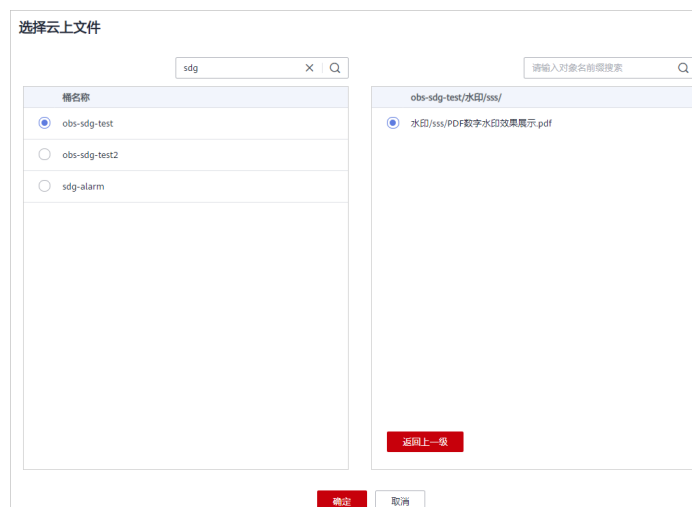 选择云上文件
sdg
请输入对象名前缀搜素
桶名称
obs-sdg-test/水印/sss/
obs-sdg-test
水印/sss/PDF数字水印效果展示.pdf
obs-sdg-test2
sdg-alarm
返回上一级
确定
取消